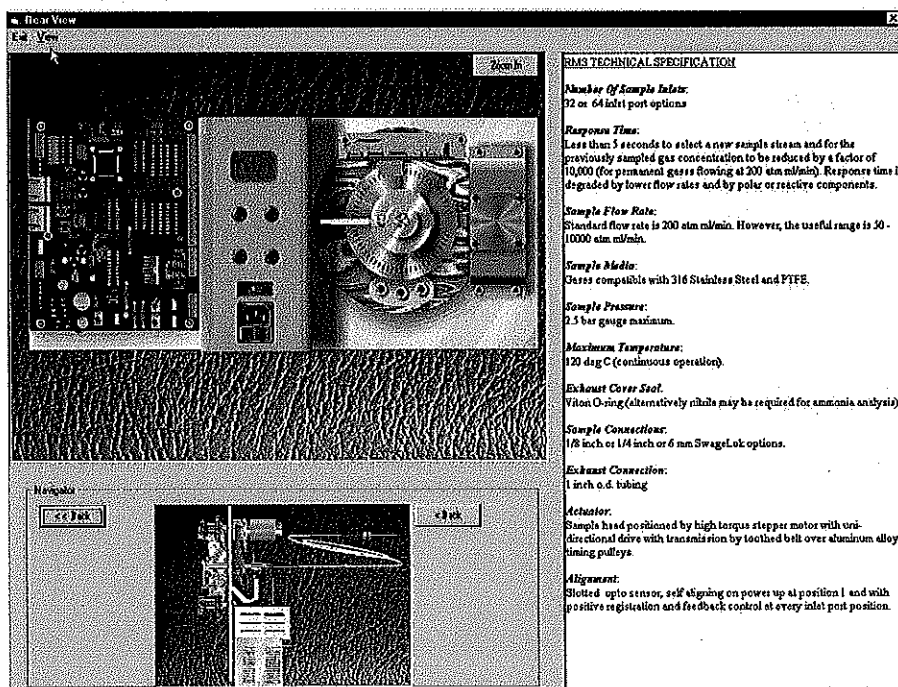 Rear View
Exit View
Zoom In
RMS TECHNICAL SPECIFICATION
Number Of Sample Inlets:
32 or 64 inlet port options
Response Time:
Less than 5 seconds to select a new sample stream and for the
previously sampled gas concentration to be reduced by a factor of
10,000 (for permanent gases flowing at 200 atm ml/min). Response time i
degraded by lower flow rates and by polar or reactive components.
Sample Flow Rate:
Standard flow rate is 200 atm ml/min. However, the useful range is 50 -
10000 atm ml/min.
Sample Media:
Gases compatible with 316 Stainless Steel and PTFE.
Sample Pressure:
2.5 bar gauge maximum.
Maximum Temperature:
120 deg C (continuous operation).
Exhaust Cover Seal:
Viton O-ring (alternatively nitrile may be required for ammonia analysis)
Sample Connections:
1/8 inch or 1/4 inch or 6 mm SwageLok options.
Exhaust Connection:
1 inch o.d. tubing
Actuator:
Sample head positioned by high torque stepper motor with uni-
directional drive with transmission by toothed belt over aluminum alloy
timing pulleys.
Alignment:
Slotted opto sensor, self aligning on power up at position 1 and with
positive registration and feedback control at every inlet port position.
Navigator
<< Back
< Back